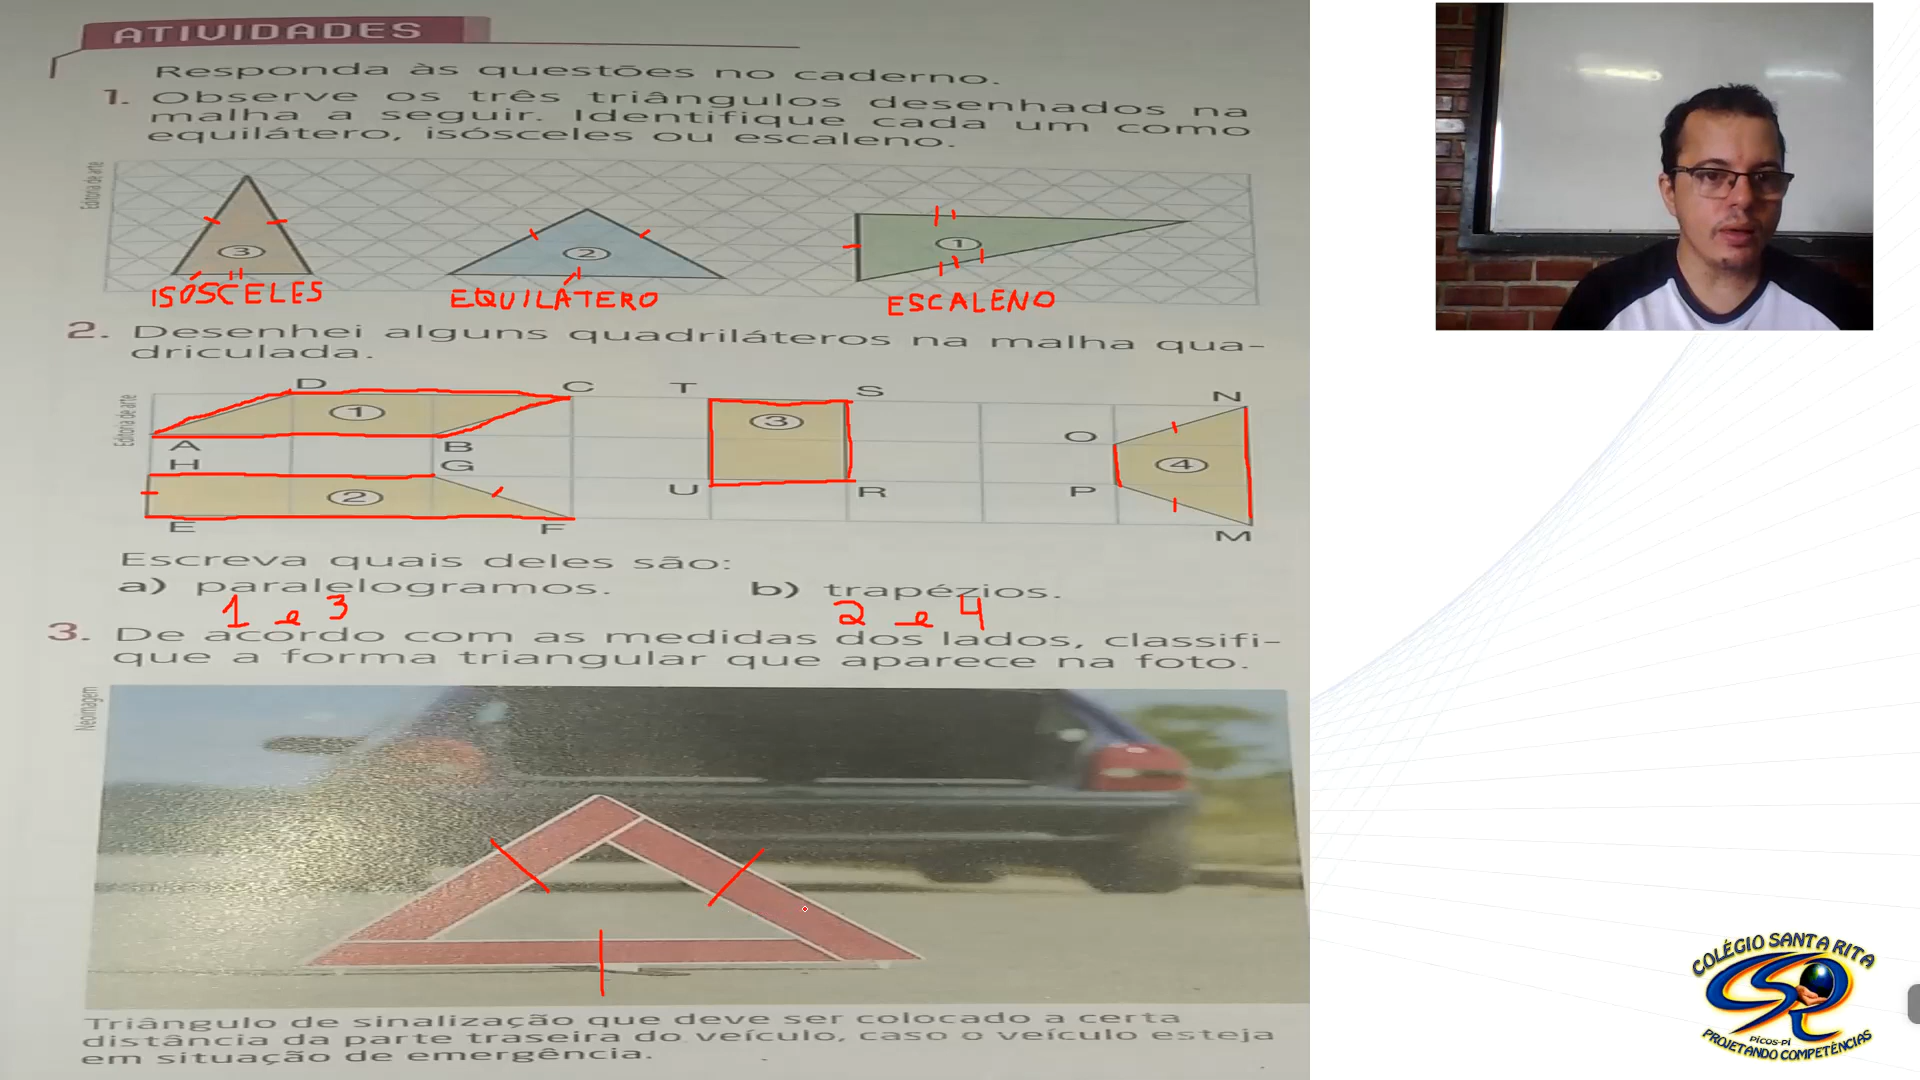 ATIVIDADES
Responda às questões no caderno.
1. Observe os três triângulos desenhados na
malha a seguir. Identifique cada um como
equilátero, isósceles ou escaleno.
Editoria de arte
3
2
1
ISÓSCELES
EQUILÁTERO
ESCALENO
2. Desenhei alguns quadriláteros na malha qua-
driculada.
Editoria de arte
D C T S N
1 3
A B O
H G 4
2 U R P
E F M
Escreva quais deles são:
a) paralelogramos. b) trapézios.
1 e 3 2 e 4
3. De acordo com as medidas dos lados, classifi-
que a forma triangular que aparece na foto.
Neoimagem
Triângulo de sinalização que deve ser colocado a certa
distância da parte traseira do veículo, caso o veículo esteja
em situação de emergência.
COLÉGIO SANTA RITA
PICOS-PI
PROJETANDO COMPETÊNCIAS